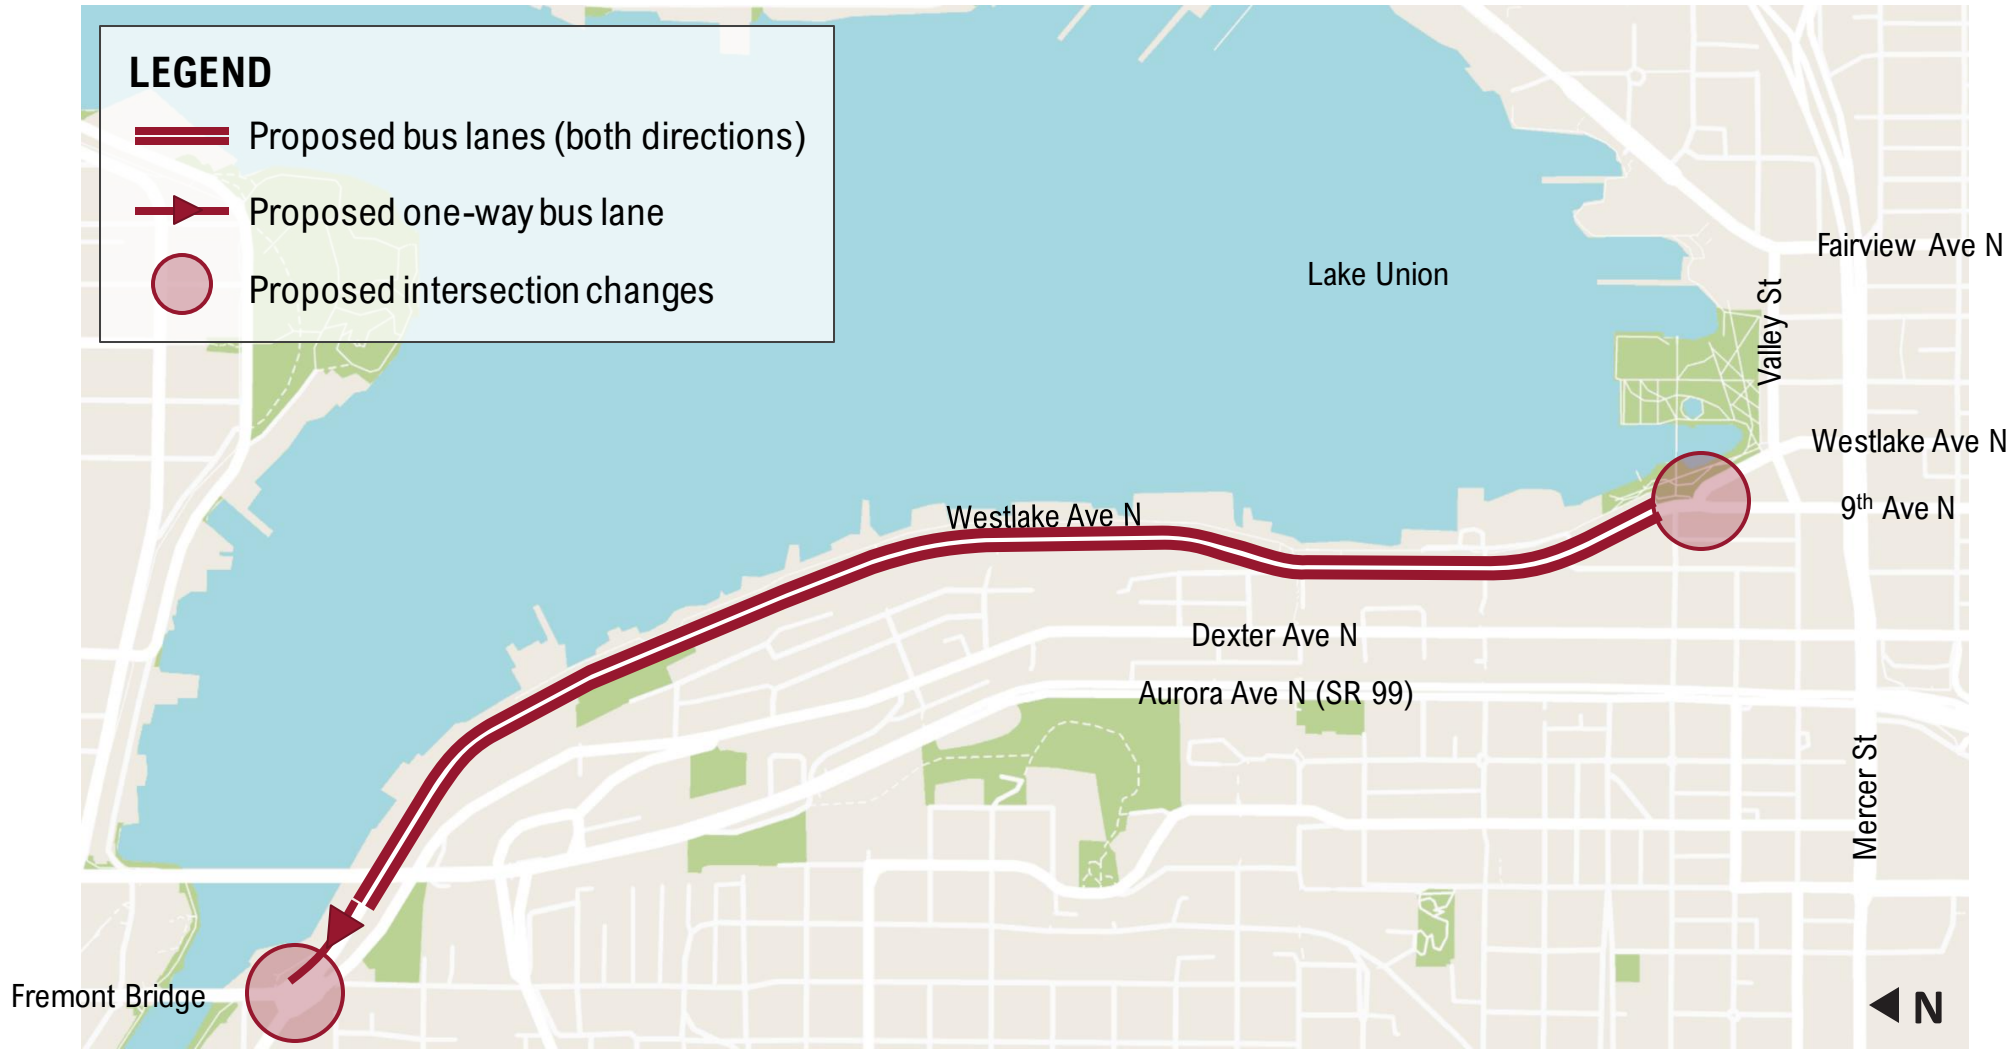 LEGEND
Proposed bus lanes (both directions)
Proposed one-way bus lane
Proposed intersection changes
Lake Union
Fairview Ave N
Valley St
Westlake Ave N
9th Ave N
Westlake Ave N
Dexter Ave N
Aurora Ave N (SR 99)
Mercer St
Fremont Bridge
N